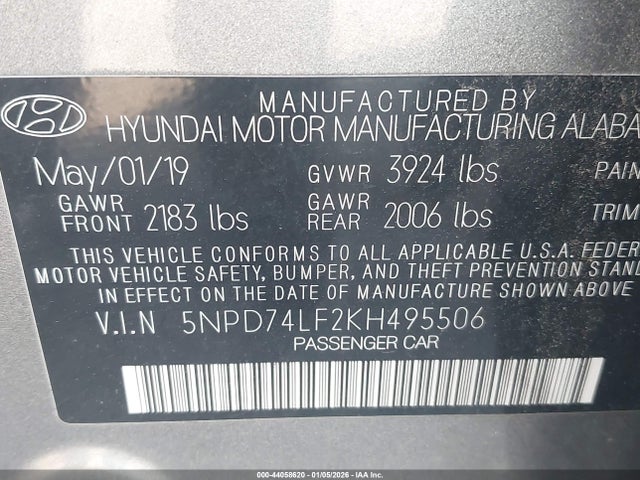 MANUFACTURED BY
HYUNDAI MOTOR MANUFACTURING ALABA
May/01/19 GVWR 3924 lbs PAIN
GAWR FRONT 2183 lbs GAWR REAR 2006 lbs TRIM
THIS VEHICLE CONFORMS TO ALL APPLICABLE U.S.A. FEDER
MOTOR VEHICLE SAFETY, BUMPER, AND THEFT PREVENTION STAN
IN EFFECT ON THE DATE OF MANUFACTURE SHOWN ABOVE
V.I.N 5NPD74LF2KH495506
PASSENGER CAR
000-44058620 - 01/05/2026 - IAA HOLDINGS, LLC